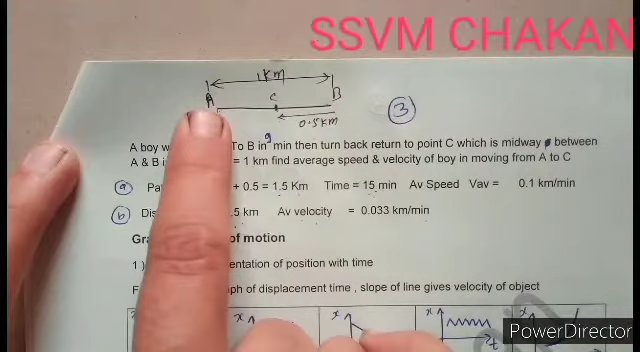 SSVM CHAKAN
1km
A C B
0.5KM
3
A boy To B in 9 min then turn back return to point C which is midway between
A & B i = 1 km find average speed & velocity of boy in moving from A to C
(a) Pa + 0.5 = 1.5 Km Time = 15 min Av Speed Vav = 0.1 km/min
(b) Dis .5 km Av velocity = 0.033 km/min
Gra of motion
1) entation of position with time
F aph of displacement time , slope of line gives velocity of object
x x x x
t
PowerDirector